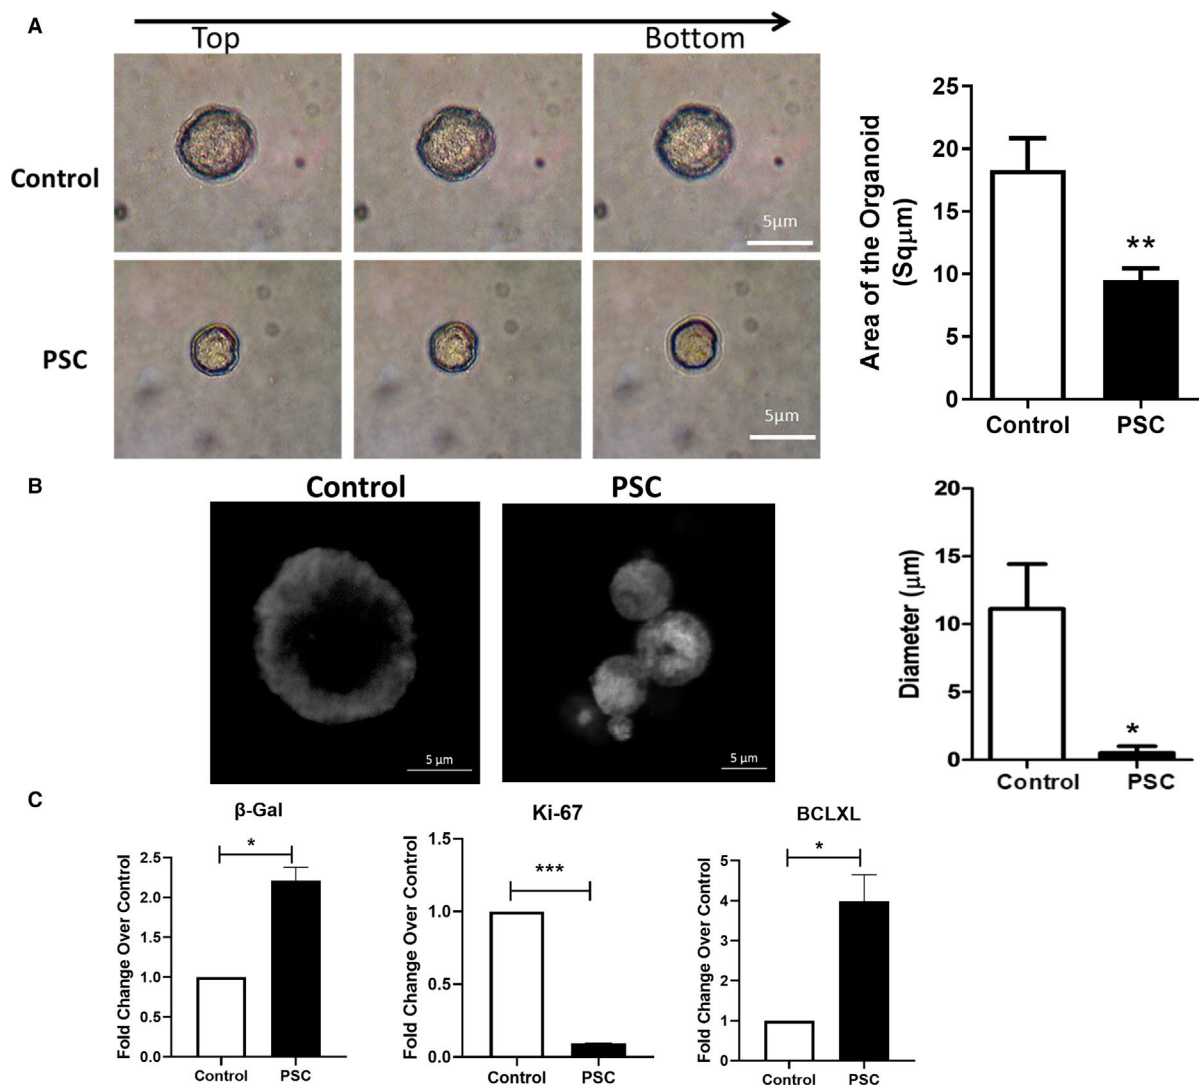 A
Top
Bottom
Control
5µm
PSC
5µm
Area of the Organoid
(Sqµm)
25
20
15
10
5
0
**
Control
PSC
B
Control
PSC
5 µm
5 µm
Diameter (µm)
20
15
10
5
0
*
Control
PSC
C
β-Gal
Fold Change Over Control
2.5
2.0
1.5
1.0
0.5
0.0
*
Control
PSC
Ki-67
Fold Change Over Control
1.5
1.0
0.5
0.0
***
Control
PSC
BCLXL
Fold Change Over Control
5
4
3
2
1
0
*
Control
PSC